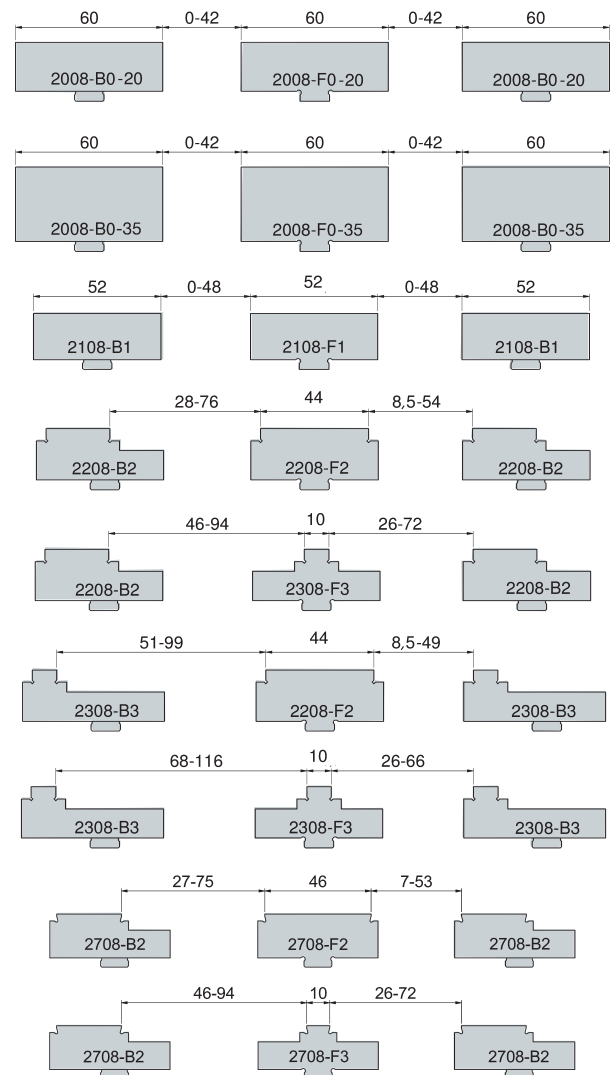 60 0-42 60 0-42 60
2008-B0-20 2008-F0-20 2008-B0-20
60 0-42 60 0-42 60
2008-B0-35 2008-F0-35 2008-B0-35
52 0-48 52 0-48 52
2108-B1 2108-F1 2108-B1
28-76 44 8,5-54
2208-B2 2208-F2 2208-B2
46-94 10 26-72
2208-B2 2308-F3 2208-B2
51-99 44 8,5-49
2308-B3 2208-F2 2308-B3
68-116 10 26-66
2308-B3 2308-F3 2308-B3
27-75 46 7-53
2708-B2 2708-F2 2708-B2
46-94 10 26-72
2708-B2 2708-F3 2708-B2